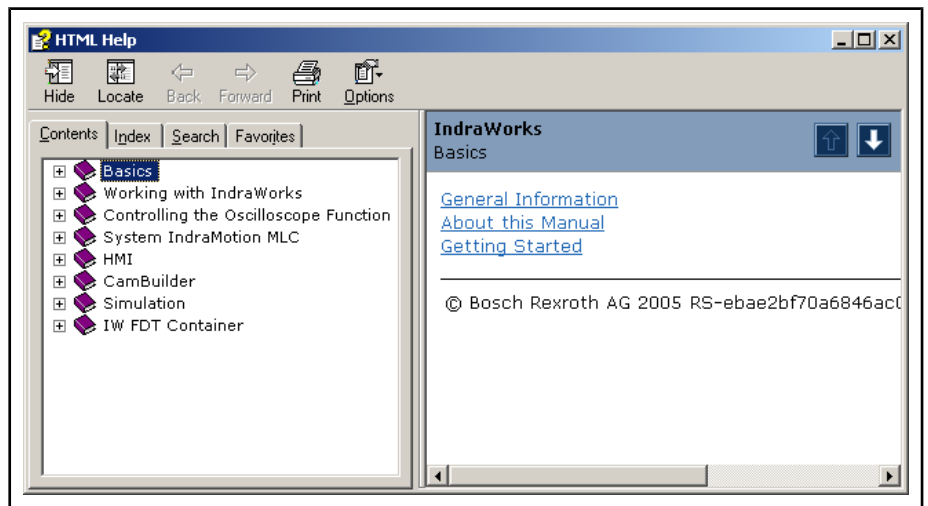 HTML Help
Hide Locate Back Forward Print Options
Contents Index Search Favorites
Basics
Working with IndraWorks
Controlling the Oscilloscope Function
System IndraMotion MLC
HMI
CamBuilder
Simulation
IW FDT Container
IndraWorks
Basics
General Information
About this Manual
Getting Started
© Bosch Rexroth AG 2005 RS-ebae2bf70a6846ac